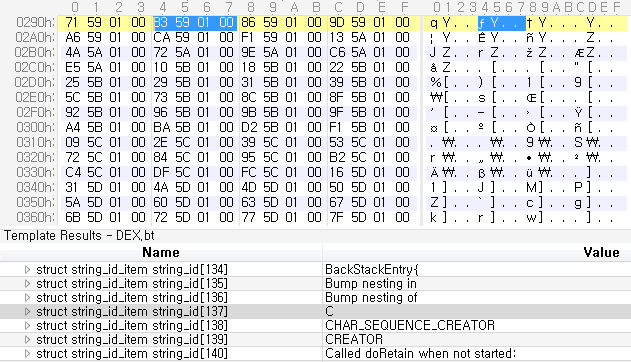 0 1 2 3 4 5 6 7 8 9 A B C D E F 0 1 2 3 4 5 6 7 8 9 A B C D E F
0290h: 71 59 01 00 83 59 01 00 86 59 01 00 9D 59 01 00 qY..ƒY..†Y...Y..
02A0h: A6 59 01 00 CA 59 01 00 F1 59 01 00 13 5A 01 00 ¦Y..ÊY..ñY...Z..
02B0h: 4A 5A 01 00 72 5A 01 00 9E 5A 01 00 C6 5A 01 00 JZ..rZ..žZ..ÆZ..
02C0h: E5 5A 01 00 10 5B 01 00 18 5B 01 00 22 5B 01 00 åZ...[...[.."[..
02D0h: 25 5B 01 00 29 5B 01 00 31 5B 01 00 39 5B 01 00 %[..)[..1[..9[..
02E0h: 5C 5B 01 00 73 5B 01 00 8C 5B 01 00 8F 5B 01 00 ₩[..s[..Œ[...[..
02F0h: 92 5B 01 00 96 5B 01 00 9B 5B 01 00 9F 5B 01 00 ’[..–[..›[..Ÿ[..
0300h: A4 5B 01 00 BA 5B 01 00 D2 5B 01 00 F1 5B 01 00 ¤[..º[..Ò[..ñ[..
0310h: 09 5C 01 00 2E 5C 01 00 39 5C 01 00 53 5C 01 00 .₩...₩..9₩..S₩..
0320h: 72 5C 01 00 84 5C 01 00 95 5C 01 00 B2 5C 01 00 r₩..„₩..•₩..²₩..
0330h: C4 5C 01 00 DF 5C 01 00 FC 5C 01 00 16 5D 01 00 Ä₩..ß₩..ü₩...]..
0340h: 31 5D 01 00 4A 5D 01 00 4D 5D 01 00 50 5D 01 00 1]..J]..M]..P]..
0350h: 5A 5D 01 00 60 5D 01 00 63 5D 01 00 67 5D 01 00 Z]..`]..c]..g]..
0360h: 6B 5D 01 00 72 5D 01 00 77 5D 01 00 7F 5D 01 00 k]..r]..w]...]..
Template Results - DEX.bt
Name Value
struct string_id_item string_id[134] BackStackEntry{
struct string_id_item string_id[135] Bump nesting in
struct string_id_item string_id[136] Bump nesting of
struct string_id_item string_id[137] C
struct string_id_item string_id[138] CHAR_SEQUENCE_CREATOR
struct string_id_item string_id[139] CREATOR
struct string_id_item string_id[140] Called doRetain when not started: